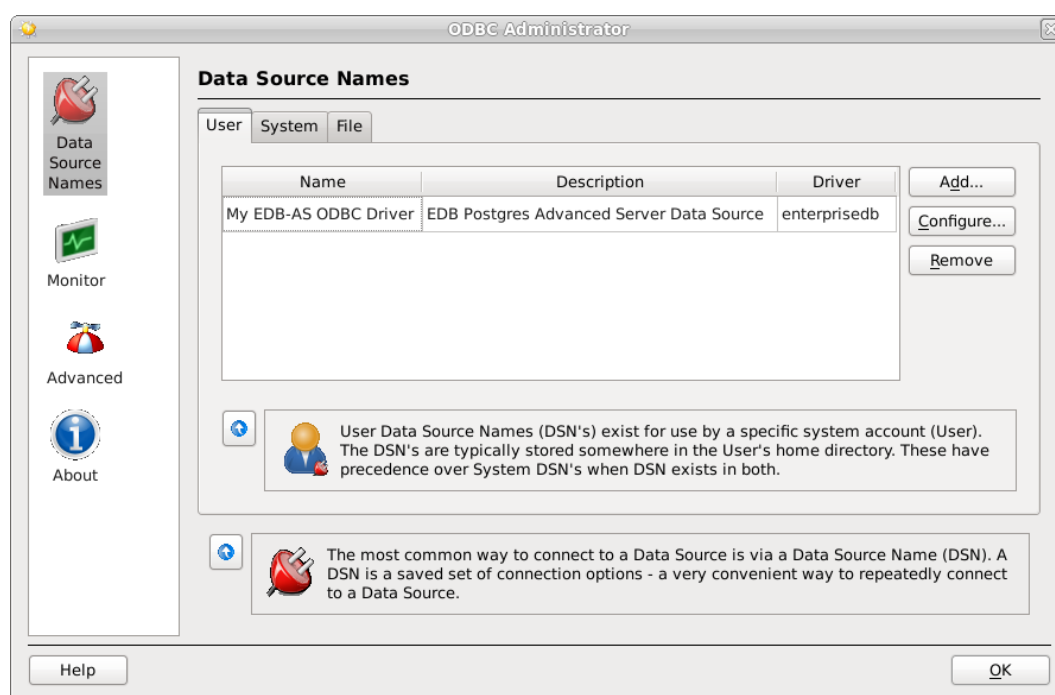 ODBC Administrator
Data
Source
Names
Monitor
Advanced
About
Data Source Names
User System File
Name Description Driver
My EDB-AS ODBC Driver EDB Postgres Advanced Server Data Source enterprisedb
Add...
Configure...
Remove
User Data Source Names (DSN's) exist for use by a specific system account (User).
The DSN's are typically stored somewhere in the User's home directory. These have
precedence over System DSN's when DSN exists in both.
The most common way to connect to a Data Source is via a Data Source Name (DSN). A
DSN is a saved set of connection options - a very convenient way to repeatedly connect
to a Data Source.
Help OK